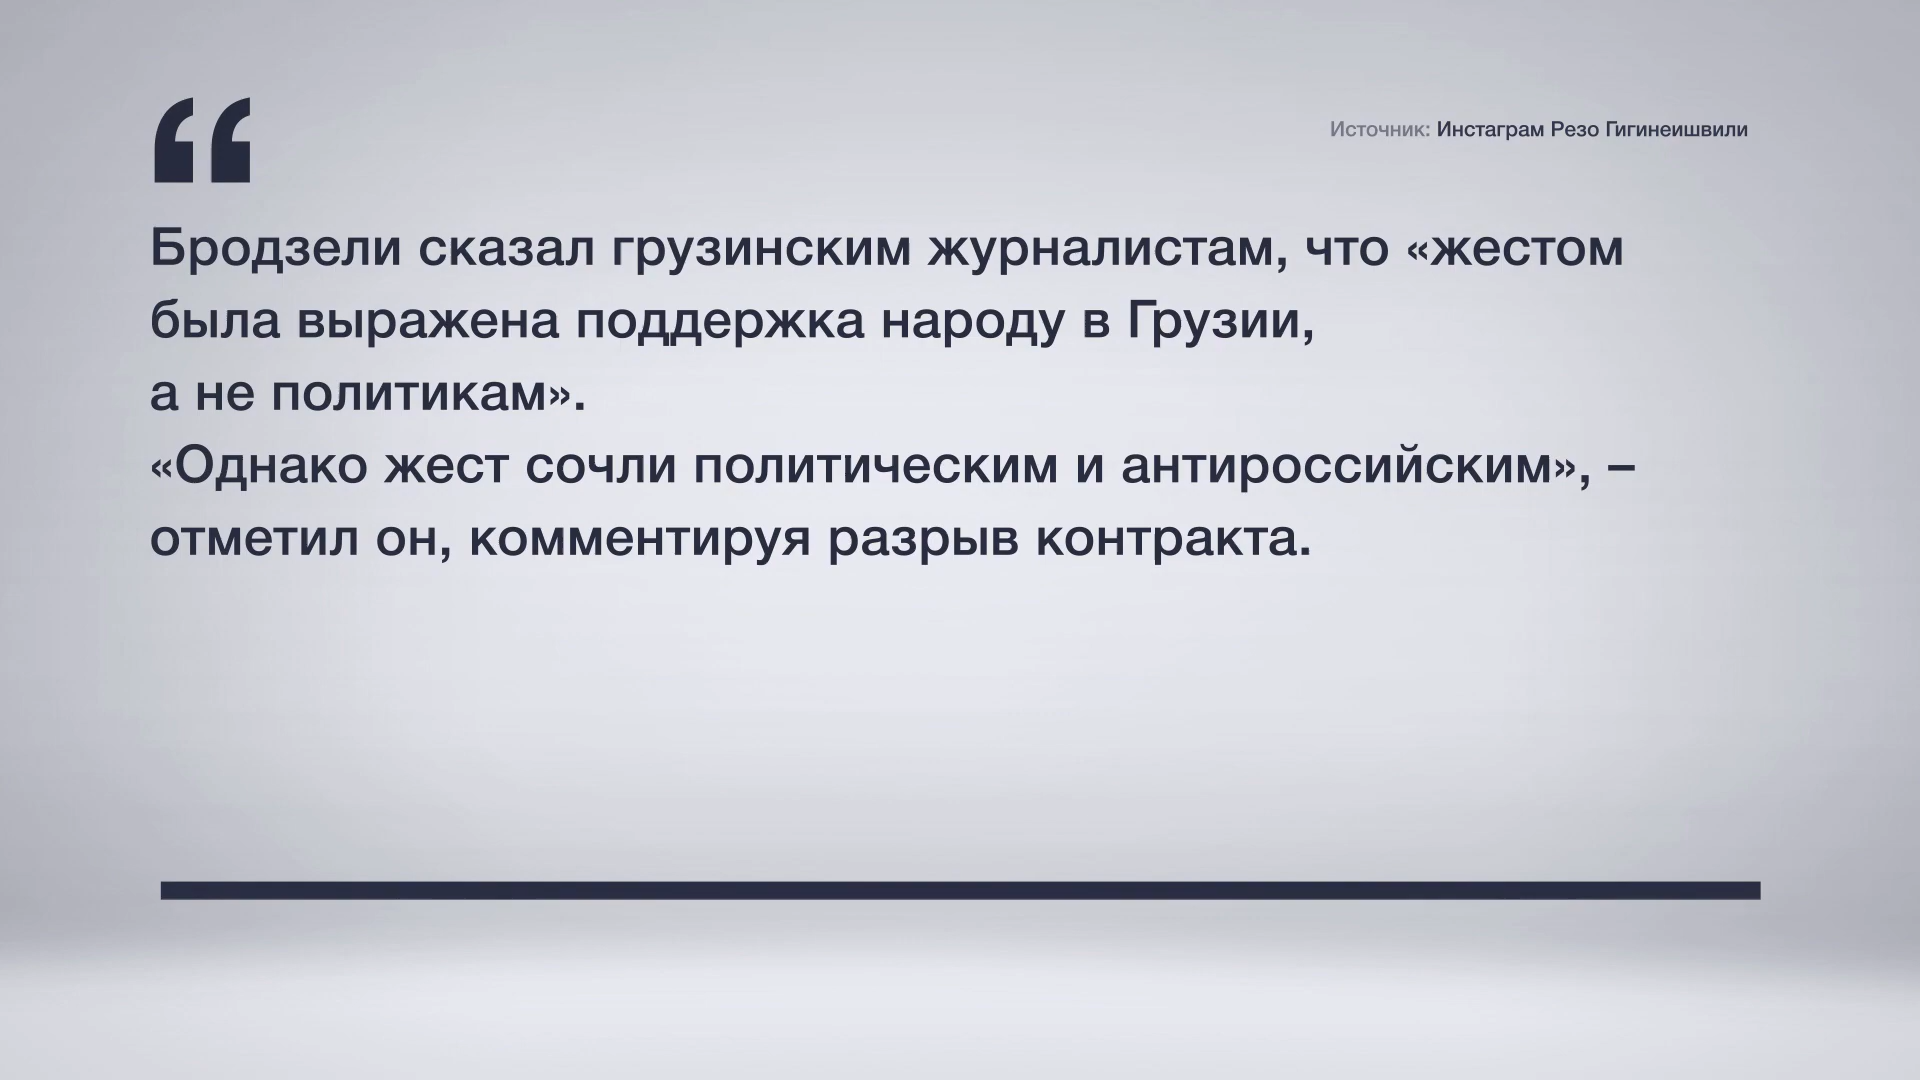 Источник: Инстаграм Резо Гигинеишвили
Бродзели сказал грузинским журналистам, что «жестом
была выражена поддержка народу в Грузии,
а не политикам».
«Однако жест сочли политическим и антироссийским», –
отметил он, комментируя разрыв контракта.